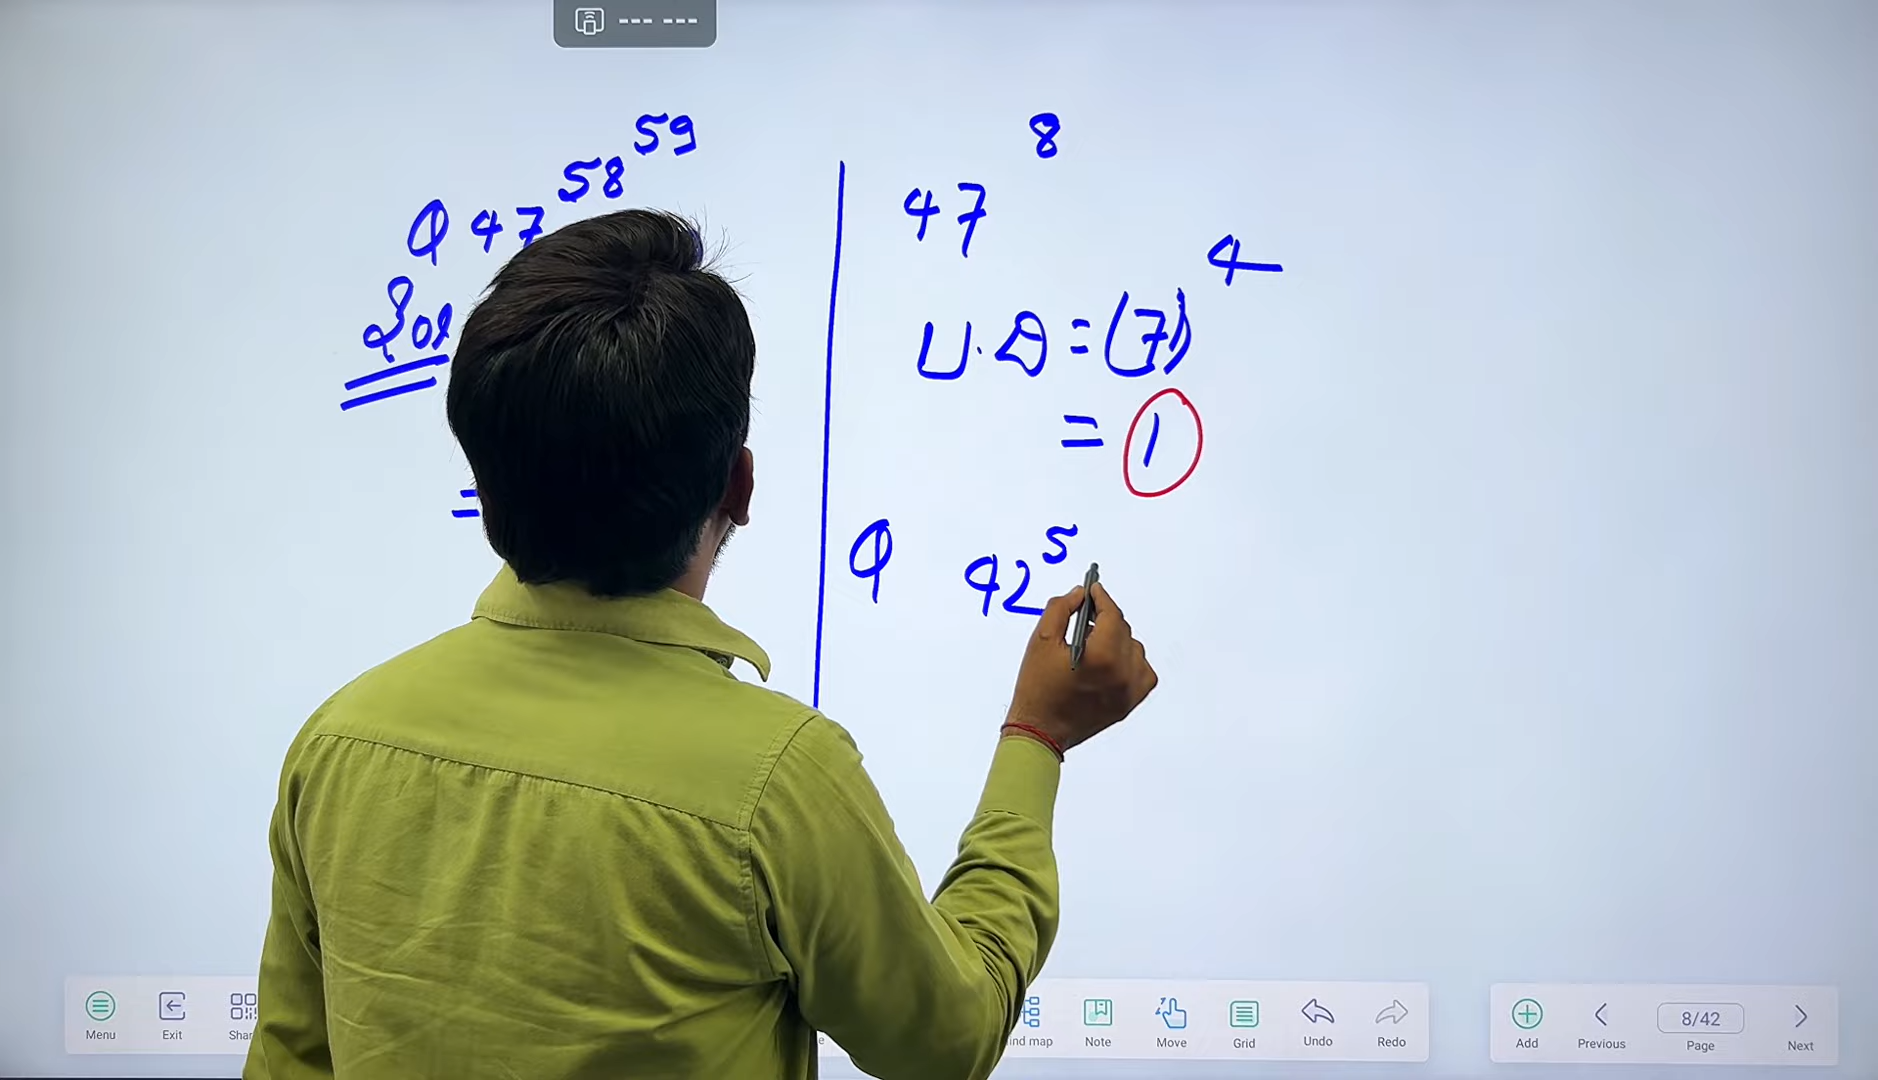 --- ---
Q 47^58^59
Sol
=
47^8
U.D = (7)^4
= 1
Q 42^5
Menu
Exit
Note
Move
Grid
Undo
Redo
Add
Previous
8/42
Page
Next